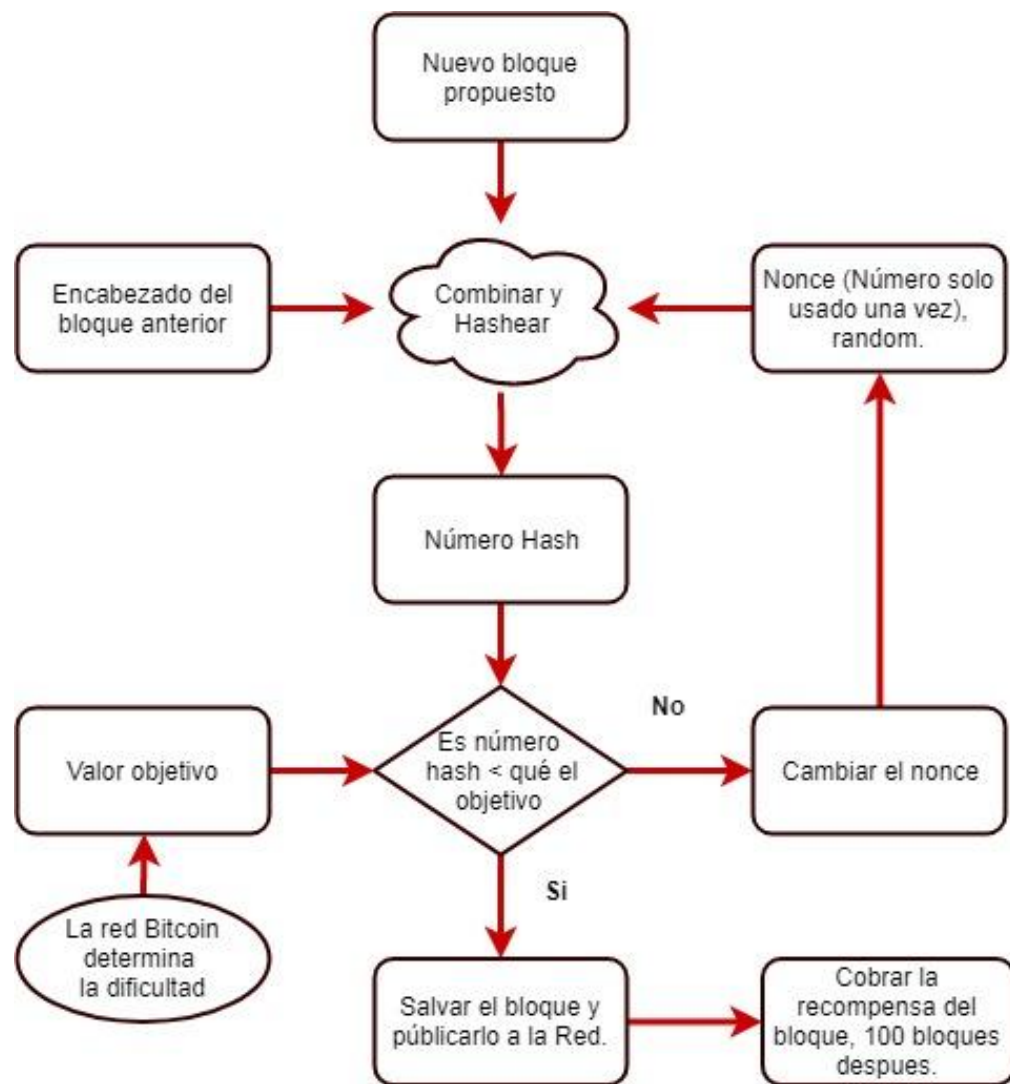 Nuevo bloque
propuesto
Encabezado del
bloque anterior
Combinar y
Hashear
Nonce (Número solo
usado una vez),
random.
Número Hash
No
Valor objetivo
Es número
hash < qué el
objetivo
Cambiar el nonce
Si
La red Bitcoin
determina
la dificultad
Salvar el bloque y
públicarlo a la Red.
Cobrar la
recompensa del
bloque, 100 bloques
despues.